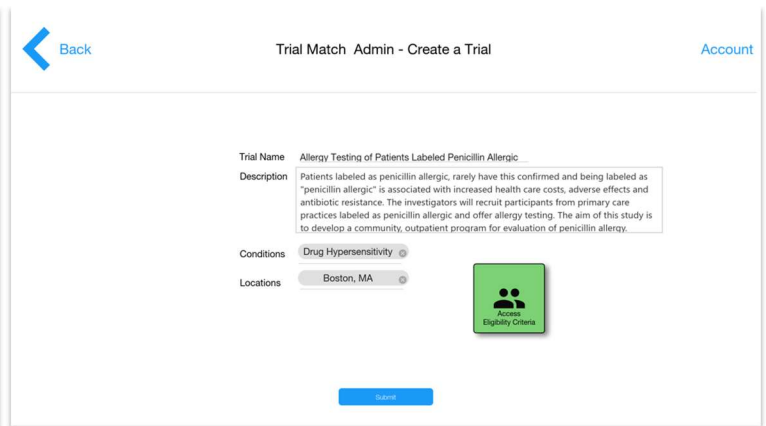 Back
Trial Match Admin - Create a Trial
Account
Trial Name
Allergy Testing of Patients Labeled Penicillin Allergic
Description
Patients labeled as penicillin allergic, rarely have this confirmed and being labeled as
"penicillin allergic" is associated with increased health care costs, adverse effects and
antibiotic resistance. The investigators will recruit participants from primary care
practices labeled as penicillin allergic and offer allergy testing. The aim of this study is
to develop a community, outpatient program for evaluation of penicillin allergy.
Conditions
Drug Hypersensitivity
Locations
Boston, MA
Access
Eligibility Criteria
Submit